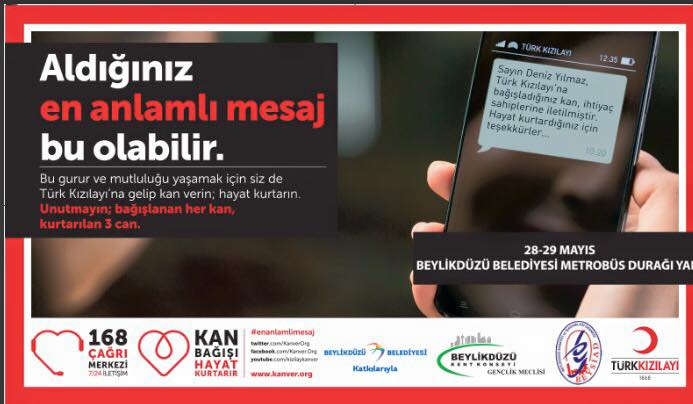 Aldığınız
en anlamlı mesaj
bu olabilir.
Bu gurur ve mutluluğu yaşamak için siz de
Türk Kızılayı'na gelip kan verin; hayat kurtarın.
Unutmayın; bağışlanan her kan,
kurtarılan 3 can.
TÜRK KIZILAYI
12:35
Sayın Deniz Yılmaz,
Türk Kızılayı'na
bağışladığınız kan, ihtiyaç
sahiplerine iletilmiştir.
Hayat kurtardığınız için
teşekkürler...
10:20
28-29 MAYIS
BEYLİKDÜZÜ BELEDİYESİ METROBÜS DURAĞI YA
168
ÇAĞRI
MERKEZİ
7/24 İLETİŞİM
KAN
BAĞIŞI
HAYAT
KURTARIR
#enanlamlimesaj
twitter.com/KanverOrg
facebook.com/Kanver.Org
youtube.com/kizilaykanver
www.kanver.org
BEYLİKDÜZÜ BELEDİYESİ
Katkılarıyla
BEYLİKDÜZÜ
KENT KONSEYİ
GENÇLİK MECLİSİ
TÜRKKIZILAYI
1868